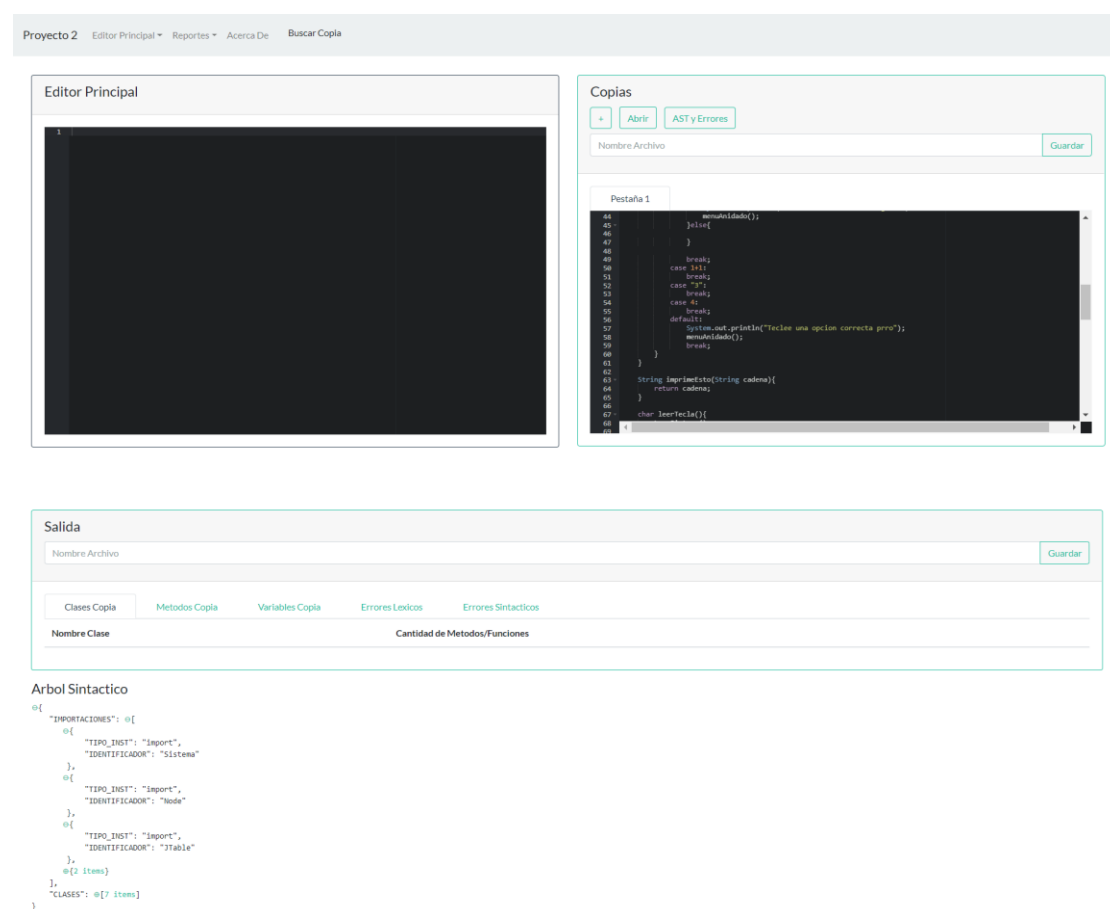 Proyecto 2 Editor Principal Reportes Acerca De Buscar Copia
Editor Principal
1
Copias
+ Abrir AST y Errores
Nombre Archivo Guardar
Pestaña 1
44 menuAnidado();
45 }else{
46
47 }
48
49 break;
50 case 1+1:
51 break;
52 case "3":
53 break;
54 case 4:
55 break;
56 default:
57 System.out.println("Teclee una opcion correcta prro");
58 menuAnidado();
59 break;
60 }
61 }
62
63 String imprimeEsto(String cadena){
64 return cadena;
65 }
66
67 char leerTecla(){
68
69
Salida
Nombre Archivo Guardar
Clases Copia Metodos Copia Variables Copia Errores Lexicos Errores Sintacticos
Nombre Clase Cantidad de Metodos/Funciones
Arbol Sintactico
{
"IMPORTACIONES": [
{
"TIPO_INST": "import",
"IDENTIFICADOR": "Sistema"
},
{
"TIPO_INST": "import",
"IDENTIFICADOR": "Node"
},
{
"TIPO_INST": "import",
"IDENTIFICADOR": "JTable"
},
{2 items}
],
"CLASES": [7 items]
}